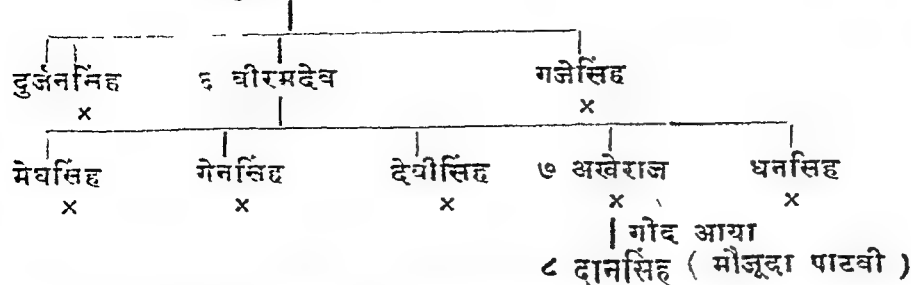 दुर्जनसिंह ६ वीरमदेव गजेसिंह
× ×
मेघसिंह गेनसिंह देवीसिंह ७ अखेराज धनसिंह
× × × × ×
गोद आया
८ दानसिंह ( मौजूदा पाटवी )